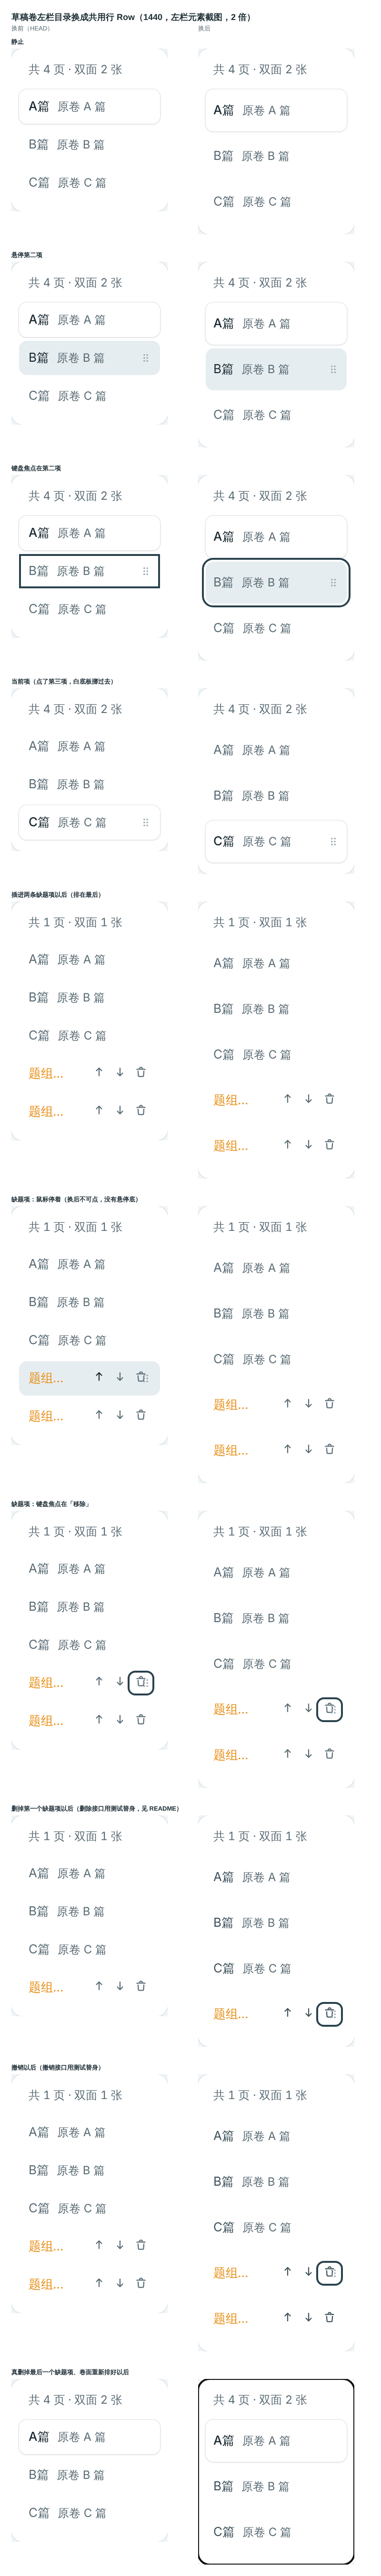 草稿卷左栏目录换成共用行 Row（1440，左栏元素截图，2 倍）
换前（HEAD） 换后
静止
共 4 页 · 双面 2 张 共 4 页 · 双面 2 张
A篇 原卷 A 篇 A篇 原卷 A 篇
B篇 原卷 B 篇 B篇 原卷 B 篇
C篇 原卷 C 篇 C篇 原卷 C 篇
悬停第二项
共 4 页 · 双面 2 张 共 4 页 · 双面 2 张
A篇 原卷 A 篇 A篇 原卷 A 篇
B篇 原卷 B 篇 B篇 原卷 B 篇
C篇 原卷 C 篇 C篇 原卷 C 篇
键盘焦点在第二项
共 4 页 · 双面 2 张 共 4 页 · 双面 2 张
A篇 原卷 A 篇 A篇 原卷 A 篇
B篇 原卷 B 篇 B篇 原卷 B 篇
C篇 原卷 C 篇 C篇 原卷 C 篇
当前项（点了第三项，白底板挪过去）
共 4 页 · 双面 2 张 共 4 页 · 双面 2 张
A篇 原卷 A 篇 A篇 原卷 A 篇
B篇 原卷 B 篇 B篇 原卷 B 篇
C篇 原卷 C 篇 C篇 原卷 C 篇
插进两条缺题项以后（排在最后）
共 1 页 · 双面 1 张 共 1 页 · 双面 1 张
A篇 原卷 A 篇 A篇 原卷 A 篇
B篇 原卷 B 篇 B篇 原卷 B 篇
C篇 原卷 C 篇 C篇 原卷 C 篇
题组... 题组...
题组... 题组...
缺题项：鼠标停着（换后不可点，没有悬停底）
共 1 页 · 双面 1 张 共 1 页 · 双面 1 张
A篇 原卷 A 篇 A篇 原卷 A 篇
B篇 原卷 B 篇 B篇 原卷 B 篇
C篇 原卷 C 篇 C篇 原卷 C 篇
题组... 题组...
题组... 题组...
缺题项：键盘焦点在「移除」
共 1 页 · 双面 1 张 共 1 页 · 双面 1 张
A篇 原卷 A 篇 A篇 原卷 A 篇
B篇 原卷 B 篇 B篇 原卷 B 篇
C篇 原卷 C 篇 C篇 原卷 C 篇
题组... 题组...
题组... 题组...
删掉第一个缺题项以后（删除接口用测试替身，见 README）
共 1 页 · 双面 1 张 共 1 页 · 双面 1 张
A篇 原卷 A 篇 A篇 原卷 A 篇
B篇 原卷 B 篇 B篇 原卷 B 篇
C篇 原卷 C 篇 C篇 原卷 C 篇
题组... 题组...
撤销以后（撤销接口用测试替身）
共 1 页 · 双面 1 张 共 1 页 · 双面 1 张
A篇 原卷 A 篇 A篇 原卷 A 篇
B篇 原卷 B 篇 B篇 原卷 B 篇
C篇 原卷 C 篇 C篇 原卷 C 篇
题组... 题组...
题组... 题组...
真删掉最后一个缺题项、卷面重新排好以后
共 4 页 · 双面 2 张 共 4 页 · 双面 2 张
A篇 原卷 A 篇 A篇 原卷 A 篇
B篇 原卷 B 篇 B篇 原卷 B 篇
C篇 原卷 C 篇 C篇 原卷 C 篇